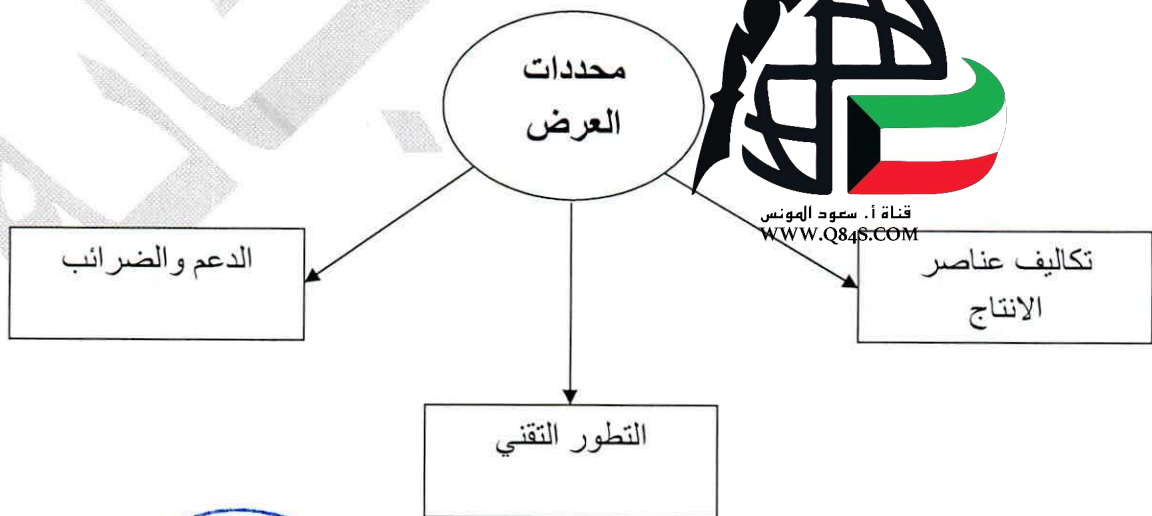 محددات
العرض
قناة أ. سعود المونس
WWW.Q84S.COM
تكاليف عناصر
الانتاج
الدعم والضرائب
التطور التقني